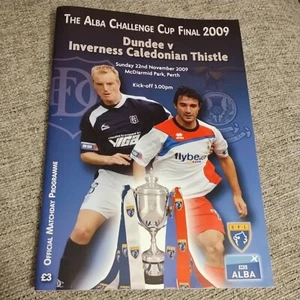 The Alba Challenge Cup Final 2009
Dundee v
Inverness Caledonian Thistle
Sunday 22nd November 2009
McDiarmid Park, Perth
Kick-off 3.00pm
flybe
Official Matchday Programme
£3
BBC
ALBA